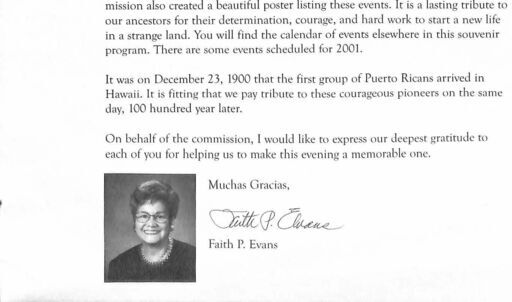 mission also created a beautiful poster listing these events. It is a lasting tribute to
our ancestors for their determination, courage, and hard work to start a new life
in a strange land. You will find the calendar of events elsewhere in this souvenir
program. There are some events scheduled for 2001.
It was on December 23, 1900 that the first group of Puerto Ricans arrived in
Hawaii. It is fitting that we pay tribute to these courageous pioneers on the same
day, 100 hundred year later.
On behalf of the commission, I would like to express our deepest gratitude to
each of you for helping us to make this evening a memorable one.
Muchas Gracias,
Faith P. Evans
Faith P. Evans